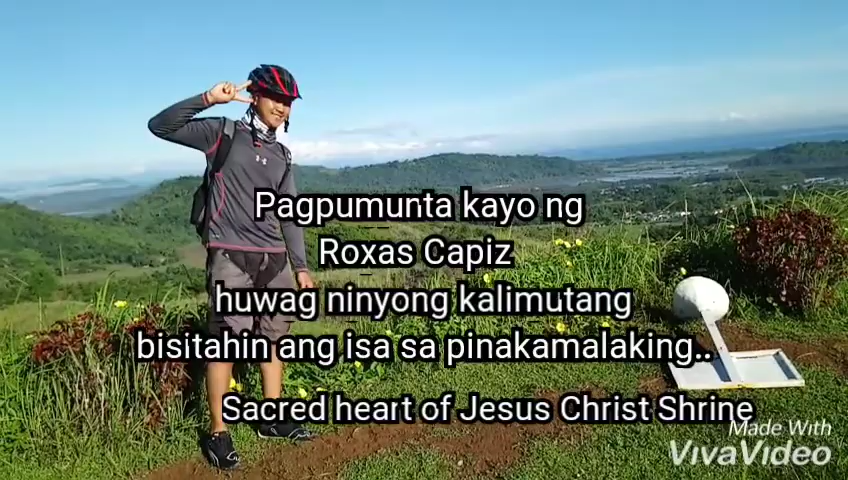 Pagpumunta kayo ng
Roxas Capiz
huwag ninyong kalimutang
bisitahin ang isa sa pinakamalaking..
Sacred heart of Jesus Christ Shrine
Made With
VivaVideo